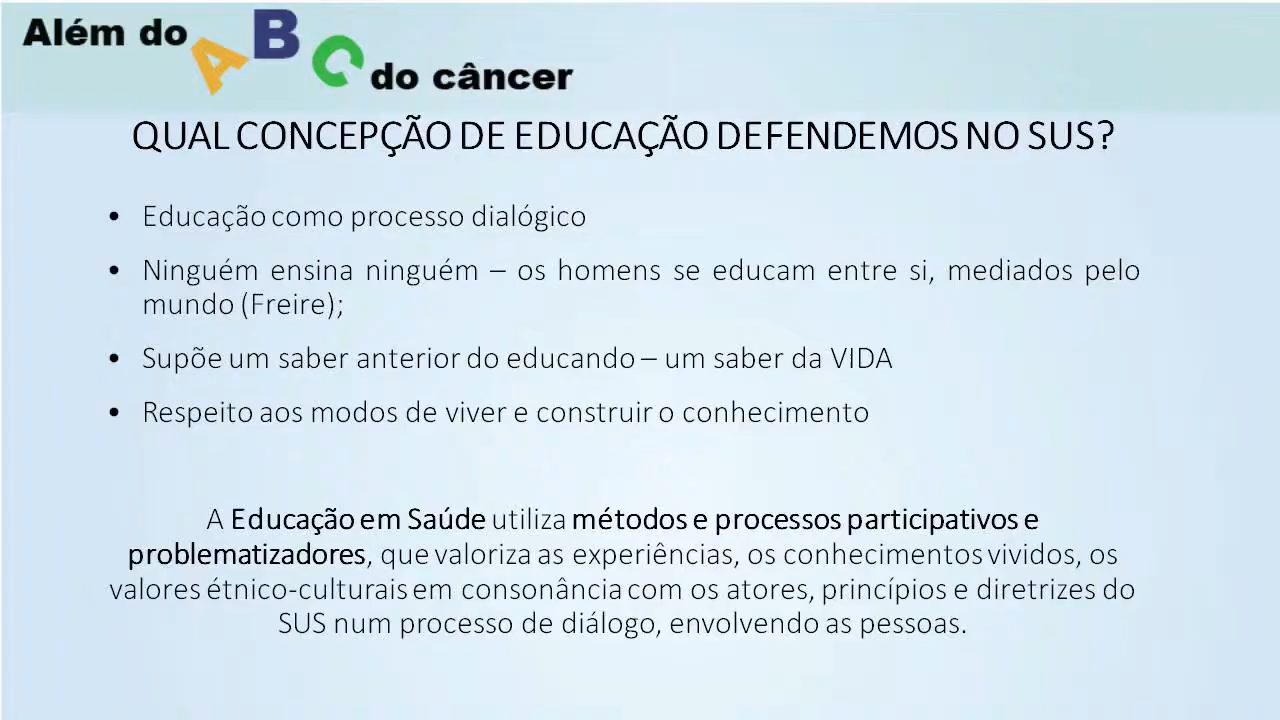 Além do ABC do câncer
QUAL CONCEPÇÃO DE EDUCAÇÃO DEFENDEMOS NO SUS?
• Educação como processo dialógico
• Ninguém ensina ninguém – os homens se educam entre si, mediados pelo
mundo (Freire);
• Supõe um saber anterior do educando – um saber da VIDA
• Respeito aos modos de viver e construir o conhecimento
A Educação em Saúde utiliza métodos e processos participativos e
problematizadores, que valoriza as experiências, os conhecimentos vividos, os
valores étnico-culturais em consonância com os atores, princípios e diretrizes do
SUS num processo de diálogo, envolvendo as pessoas.